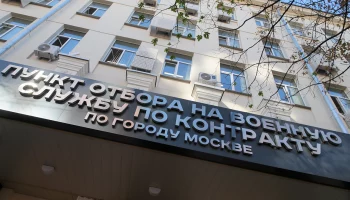 ПУНКТ ОТБОРА НА ВОЕННУЮ
СЛУЖБУ ПО КОНТРАКТУ
ПО ГОРОДУ МОСКВЕ